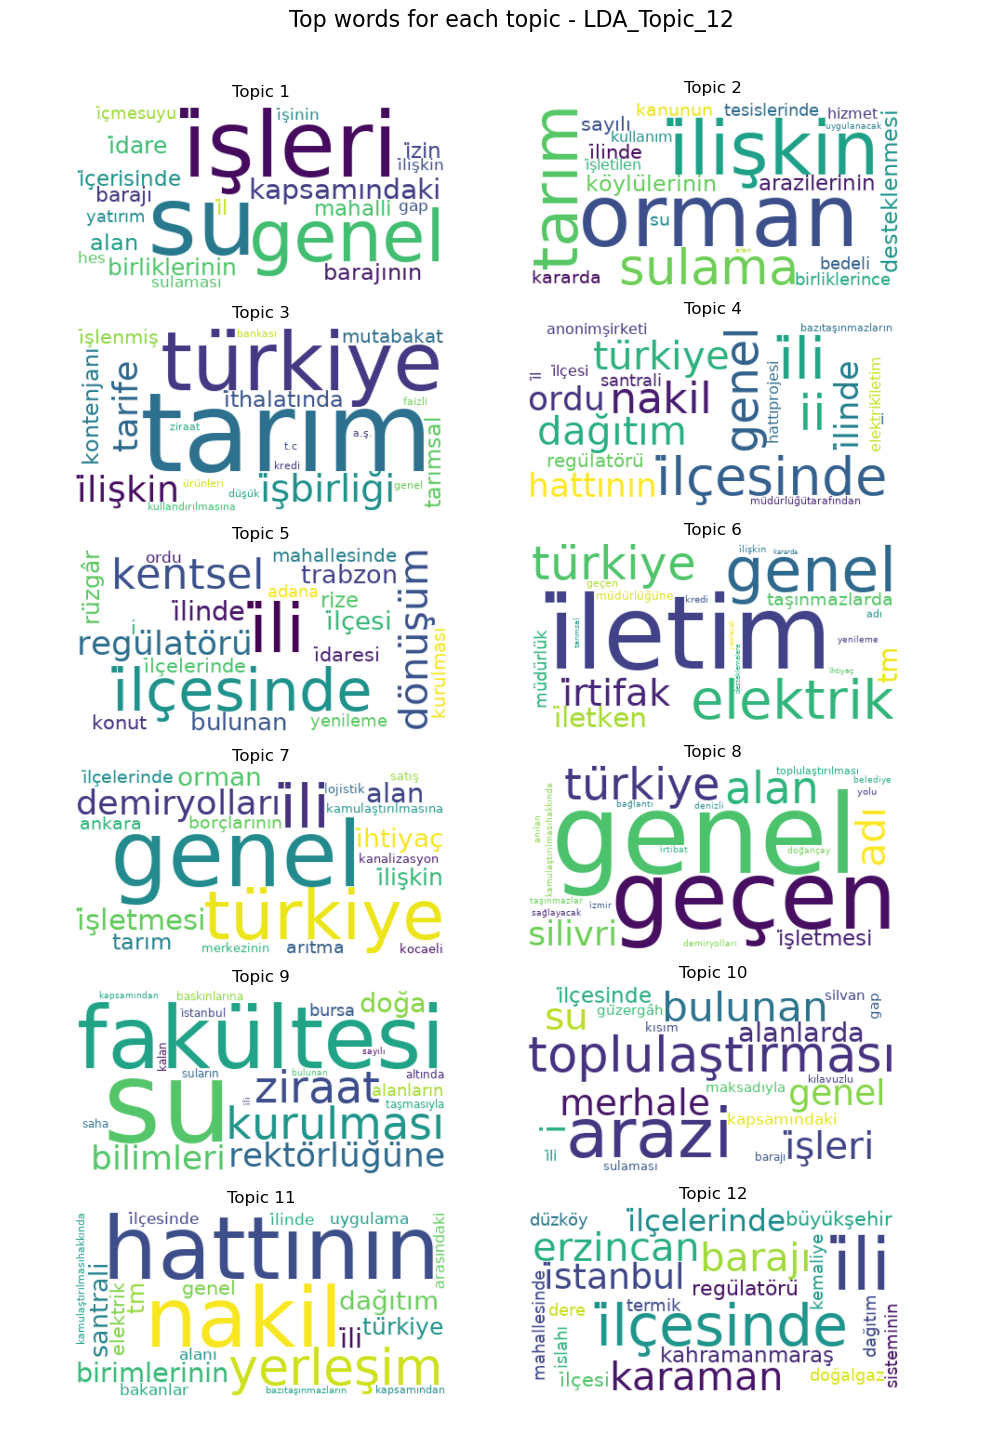 Top words for each topic - LDA_Topic_12
Topic 1
içmesuyu
işleri
işinin
idare
izin
ilişkin
içerisinde
kapsamındaki
barajı
su
il
mahalli
gap
yatırım
genel
alan
hes
birliklerinin
barajının
sulaması
Topic 2
kanunun
tesislerinde
hizmet
tarım
sayılı
ilişkin
uygulanacak
kullanım
ilinde
işletilen
desteklenmesi
köylülerinin
arazilerinin
orman
su
sulama
alan
bedeli
kararda
birliklerince
Topic 3
işlenmiş
türkiye
bankası
mutabakat
kontenjanı
tarife
ithalatında
faizli
tarım
ziraat
a.ş.
t.c
kredi
tarımsal
ilişkin
ürünleri
düşük
işbirliği
genel
kullandırılmasına
Topic 4
anonimşirketi
bazıtaşınmazların
türkiye
genel
ili
il
ilçesi
santrali
hattıprojesi
ilinde
elektrikiletim
ordu
nakil
ii
i
dağıtım
regülatörü
hattının
ilçesinde
müdürlüğütarafından
Topic 5
rüzgâr
ordu
kentsel
mahallesinde
trabzon
dönüşüm
adana
ilinde
ili
rize
i
ilçesi
regülatörü
kurulması
ilçelerinde
idaresi
ilçesinde
konut
bulunan
yenileme
Topic 6
türkiye
ilişkin
kararda
genel
geçen
müdürlüğüne
kredi
taşınmazlarda
iletim
tarımsal
adı
müdürlük
yenileme
desteklemelere
ihtiyaç
tm
irtifak
elektrik
iletken
Topic 7
ilçelerinde
orman
satış
demiryolları
ili
lojistik
alan
kamulaştırılmasına
ankara
borçlarının
genel
ihtiyaç
kanalizasyon
ilişkin
işletmesi
türkiye
tarım
merkezinin
arıtma
kocaeli
Topic 8
türkiye
alan
toplulaştırılması
belediye
yolu
bağlantı
denizli
anılan
kamulaştırılmasıhakkında
genel
adı
irtibat
doğançay
taşınmazlar
izmir
sağlayacak
geçen
silivri
demiryolları
işletmesi
Topic 9
kapsamından
baskınlarına
doğa
istanbul
bursa
fakültesi
kalan
sayılı
suların
bulunan
altında
su
ili
ziraat
alanların
taşmasıyla
saha
kurulması
bilimleri
rektörlüğüne
Topic 10
ilçesinde
bulunan
silvan
gap
su
güzergâh
kısım
alanlarda
toplulaştırması
kılavuzlu
maksadıyla
genel
merhale
kapsamındaki
i
arazi
işleri
ili
barajı
sulaması
Topic 11
kamulaştırılmasıhakkında
ilçesinde
ilinde
uygulama
arasındaki
hattının
santrali
elektrik
tm
genel
dağıtım
nakil
ili
türkiye
alanı
birimlerinin
yerleşim
bakanlar
bazıtaşınmazların
kapsamından
Topic 12
düzköy
ilçelerinde
büyükşehir
erzincan
barajı
kemaliye
ili
istanbul
regülatörü
mahallesinde
dere
termik
ıslahı
ilçesinde
dağıtım
sisteminin
kahramanmaraş
ilçesi
karaman
doğalgaz